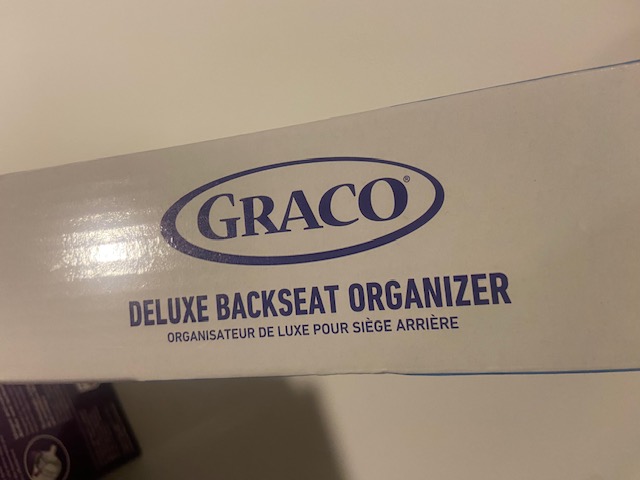 GRACO®
DELUXE BACKSEAT ORGANIZER
ORGANISATEUR DE LUXE POUR SIÈGE ARRIÈRE